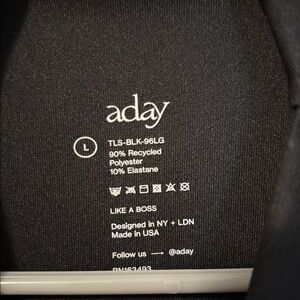 aday
L
TLS-BLK-96LG
90% Recycled
Polyester
10% Elastane
LIKE A BOSS
Designed in NY + LDN
Made in USA
Follow us → @aday
RN163493